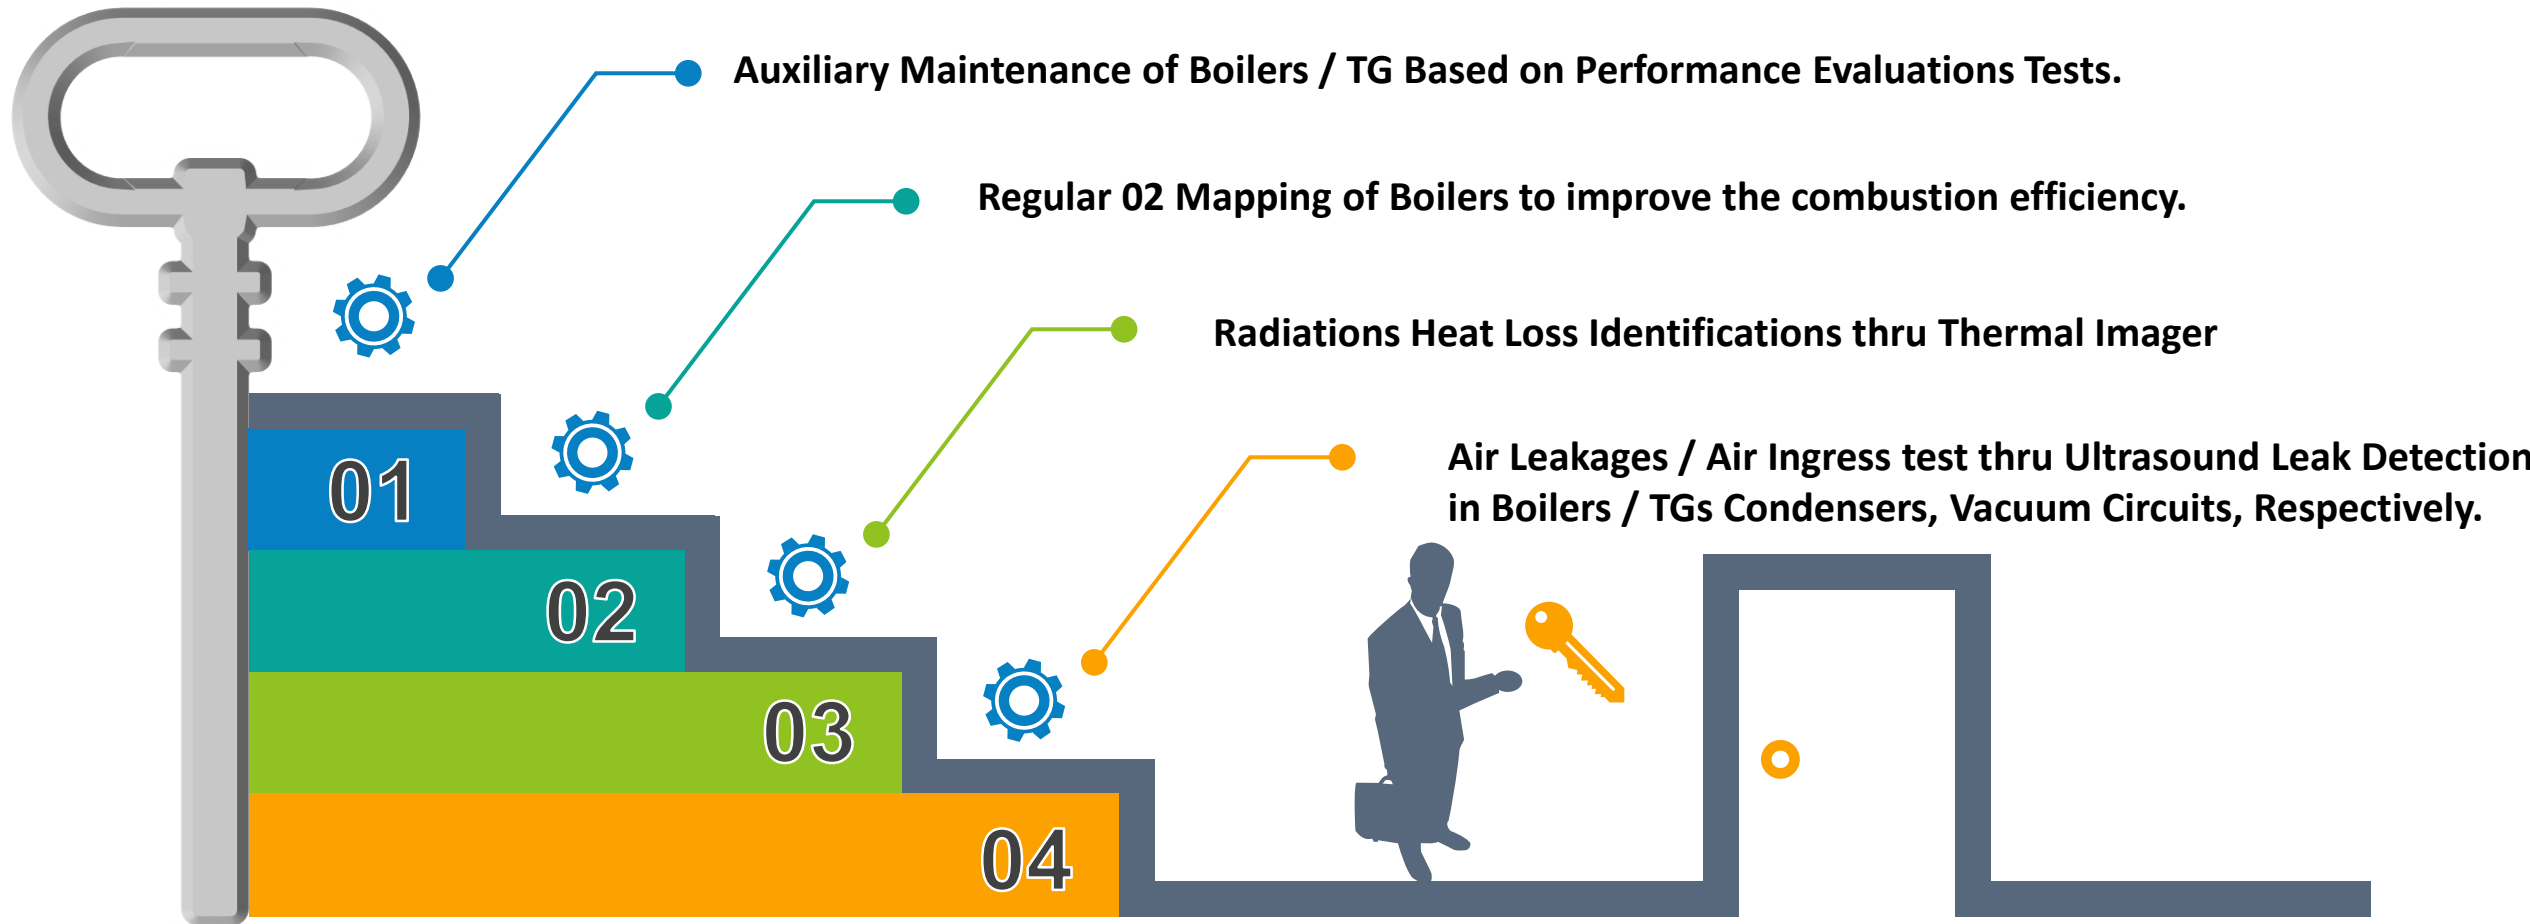 Auxiliary Maintenance of Boilers / TG Based on Performance Evaluations Tests.
Regular 02 Mapping of Boilers to improve the combustion efficiency.
Radiations Heat Loss Identifications thru Thermal Imager
Air Leakages / Air Ingress test thru Ultrasound Leak Detection
in Boilers / TGs Condensers, Vacuum Circuits, Respectively.
01
02
03
04